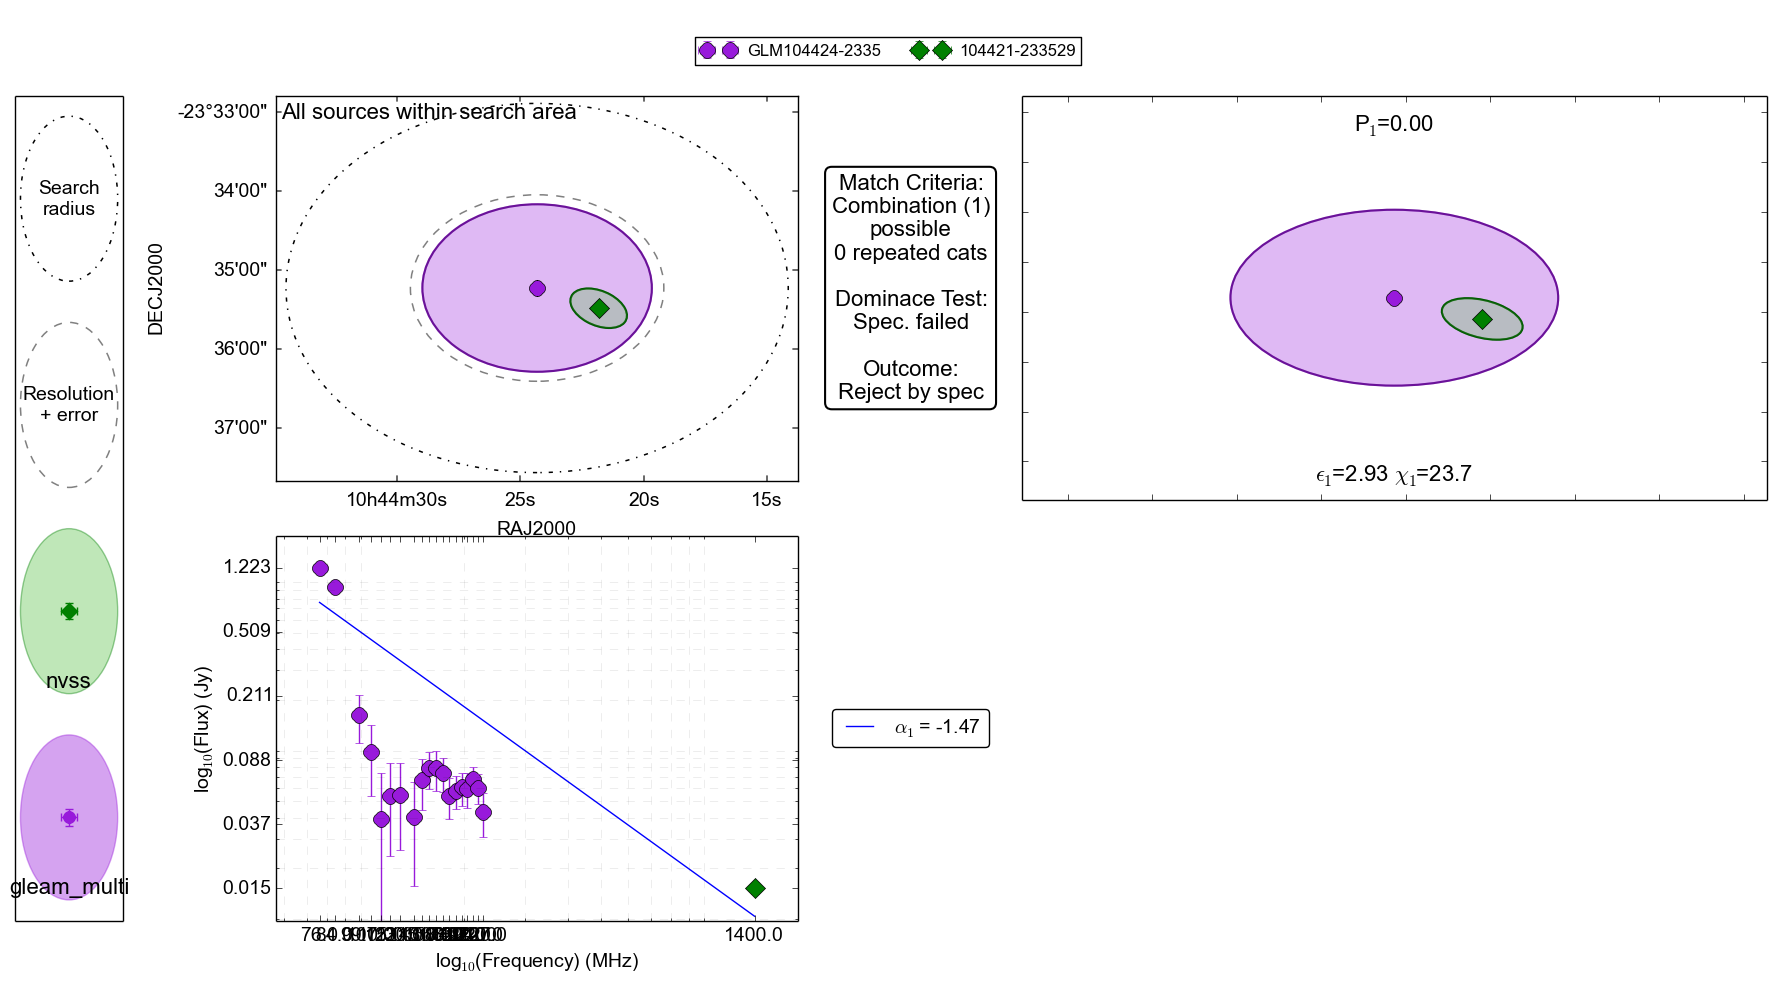 GLM104424-2335
104421-233529
Search
radius
Resolution
+ error
nvss
gleam_multi
All sources within search area
-23°33'00"
34'00"
35'00"
36'00"
37'00"
DECJ2000
10h44m30s
25s
20s
15s
RAJ2000
Match Criteria:
Combination (1)
possible
0 repeated cats
Dominace Test:
Spec. failed
Outcome:
Reject by spec
P₁=0.00
ϵ₁=2.93 χ₁=23.7
1.223
0.509
0.211
0.088
0.037
0.015
log₁₀(Flux) (Jy)
1400.0
log₁₀(Frequency) (MHz)
α₁ = -1.47